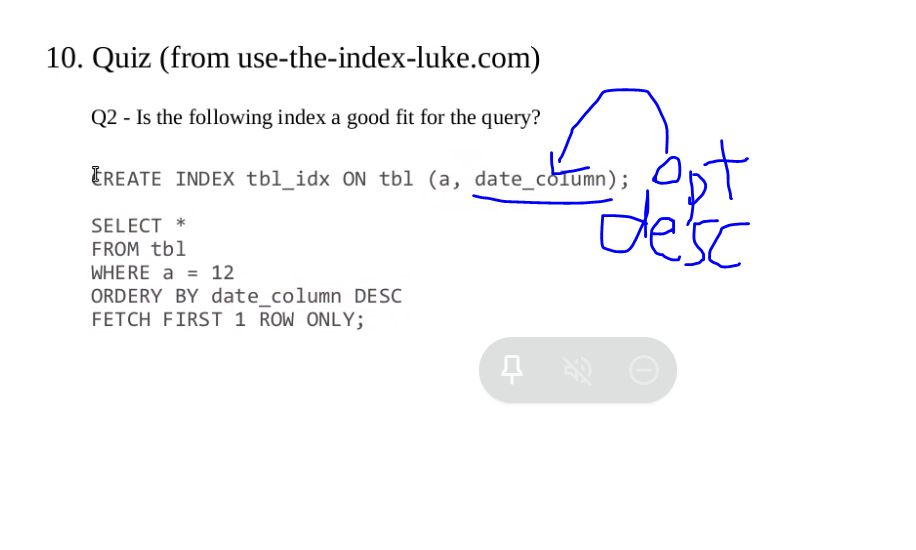 10. Quiz (from use-the-index-luke.com)
Q2 - Is the following index a good fit for the query?
CREATE INDEX tbl_idx ON tbl (a, date_column);
opt
desc
SELECT *
FROM tbl
WHERE a = 12
ORDERY BY date_column DESC
FETCH FIRST 1 ROW ONLY;